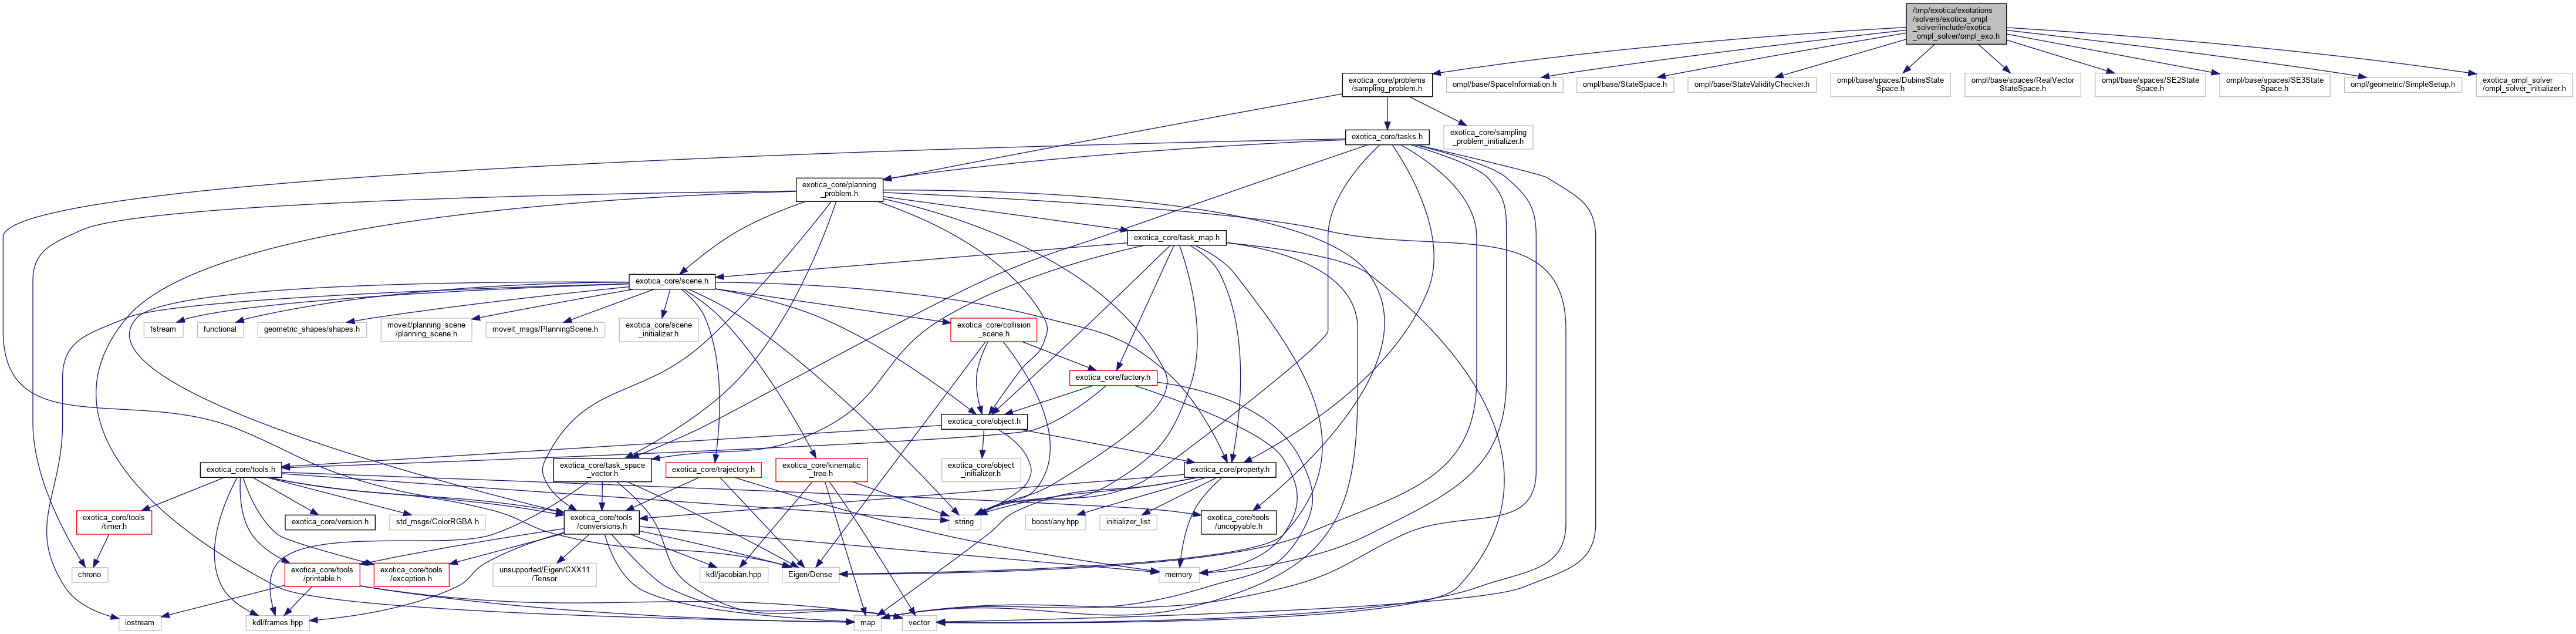 /tmp/exotica/exotations
/solvers/exotica_ompl
_solver/include/exotica
_ompl_solver/ompl_exo.h
exotica_core/problems
/sampling_problem.h
ompl/base/SpaceInformation.h
ompl/base/StateSpace.h
ompl/base/StateValidityChecker.h
ompl/base/spaces/DubinsState
Space.h
ompl/base/spaces/RealVector
StateSpace.h
ompl/base/spaces/SE2State
Space.h
ompl/base/spaces/SE3State
Space.h
ompl/geometric/SimpleSetup.h
exotica_ompl_solver
/ompl_solver_initializer.h
exotica_core/tasks.h
exotica_core/sampling
_problem_initializer.h
exotica_core/planning
_problem.h
exotica_core/task_map.h
exotica_core/scene.h
fstream
functional
geometric_shapes/shapes.h
moveit/planning_scene
/planning_scene.h
moveit_msgs/PlanningScene.h
exotica_core/scene
_initializer.h
exotica_core/collision
_scene.h
exotica_core/factory.h
exotica_core/object.h
exotica_core/tools.h
exotica_core/task_space
_vector.h
exotica_core/trajectory.h
exotica_core/kinematic
_tree.h
exotica_core/object
_initializer.h
exotica_core/property.h
exotica_core/tools
/timer.h
exotica_core/version.h
std_msgs/ColorRGBA.h
exotica_core/tools
/conversions.h
string
boost/any.hpp
initializer_list
exotica_core/tools
/uncopyable.h
chrono
exotica_core/tools
/printable.h
exotica_core/tools
/exception.h
unsupported/Eigen/CXX11
/Tensor
kdl/jacobian.hpp
Eigen/Dense
memory
iostream
kdl/frames.hpp
map
vector